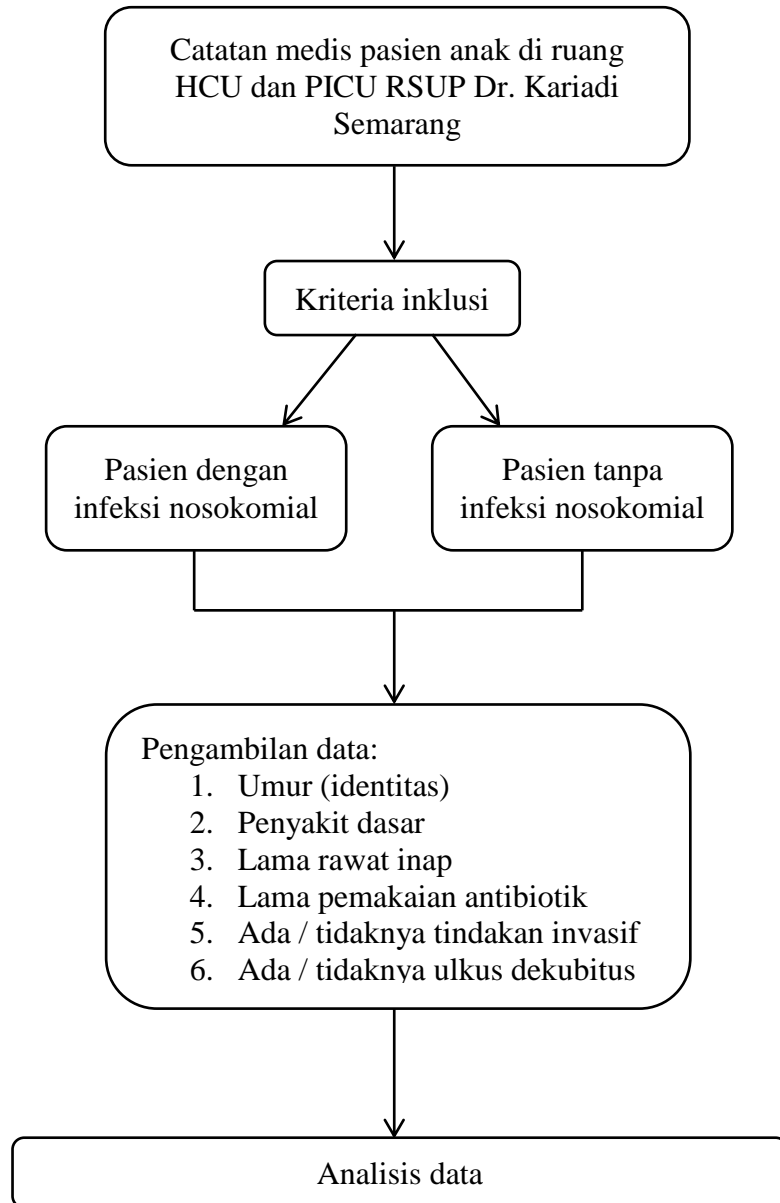 Catatan medis pasien anak di ruang
HCU dan PICU RSUP Dr. Kariadi
Semarang
Kriteria inklusi
Pasien dengan
infeksi nosokomial
Pasien tanpa
infeksi nosokomial
Pengambilan data:
1. Umur (identitas)
2. Penyakit dasar
3. Lama rawat inap
4. Lama pemakaian antibiotik
5. Ada / tidaknya tindakan invasif
6. Ada / tidaknya ulkus dekubitus
Analisis data